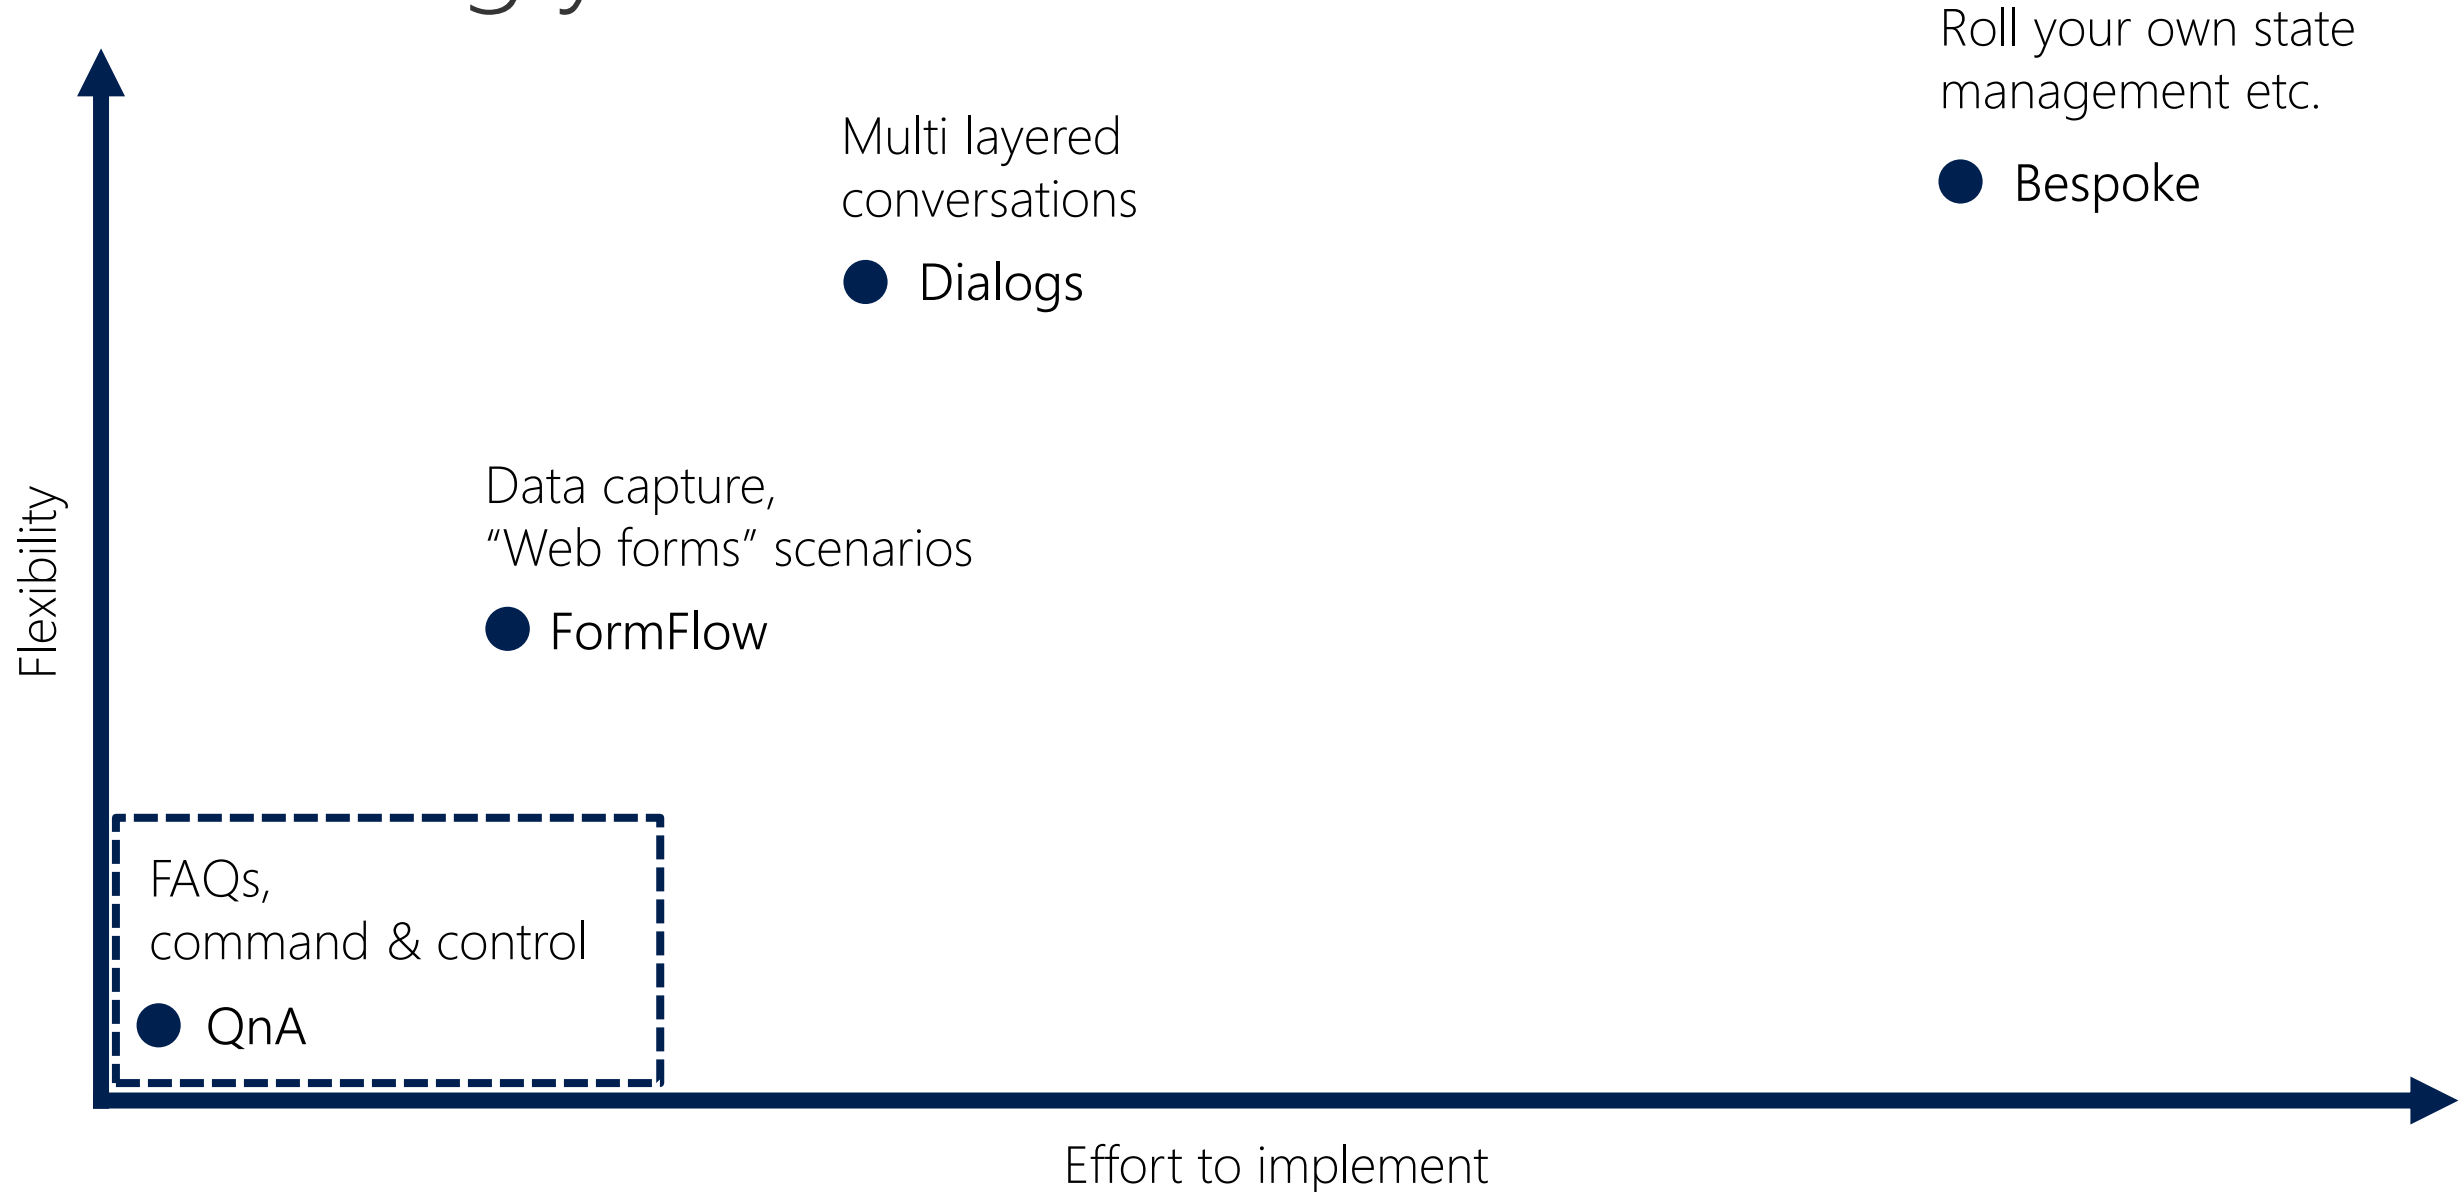 Roll your own state
management etc.
Bespoke
Multi layered
conversations
Dialogs
Data capture,
“Web forms” scenarios
FormFlow
FAQs,
command & control
QnA
Flexibility
Effort to implement